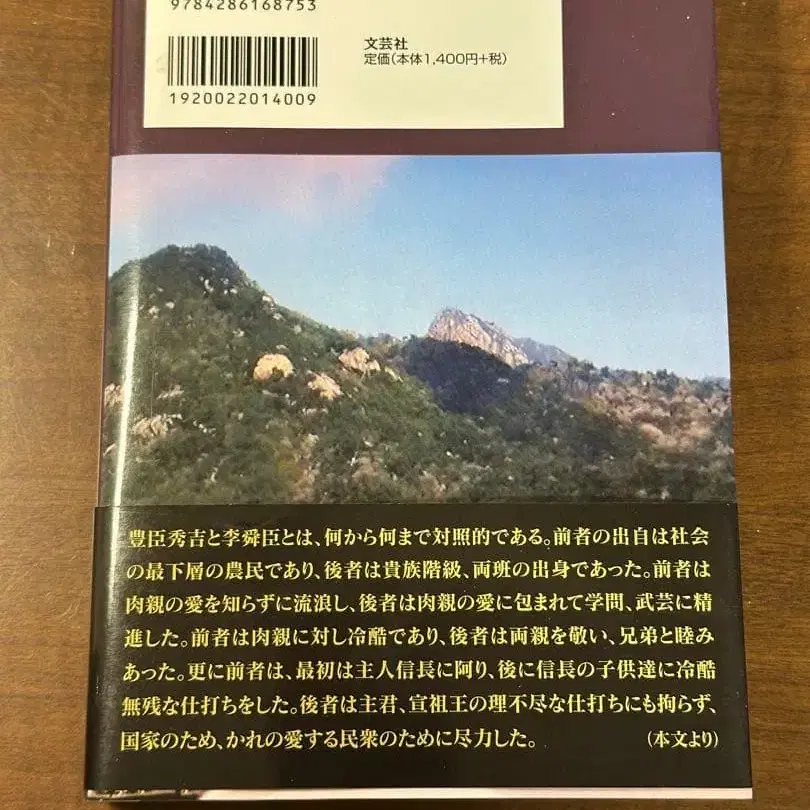 9784286168753
文芸社
定価(本体1,400円+税)
1920022014009
豊臣秀吉と李舜臣とは、何から何まで対照的である。前者の出自は社会
の最下層の農民であり、後者は貴族階級、両班の出身であった。前者は
肉親の愛を知らずに流浪し、後者は肉親の愛に包まれて学問、武芸に精
進した。前者は肉親に対し冷酷であり、後者は両親を敬い、兄弟と睦み
あった。更に前者は、最初は主人信長に阿り、後に信長の子供達に冷酷
無残な仕打ちをした。後者は主君、宣祖王の理不尽な仕打ちにも拘らず、
国家のため、かれの愛する民衆のために尽力した。 (本文より)